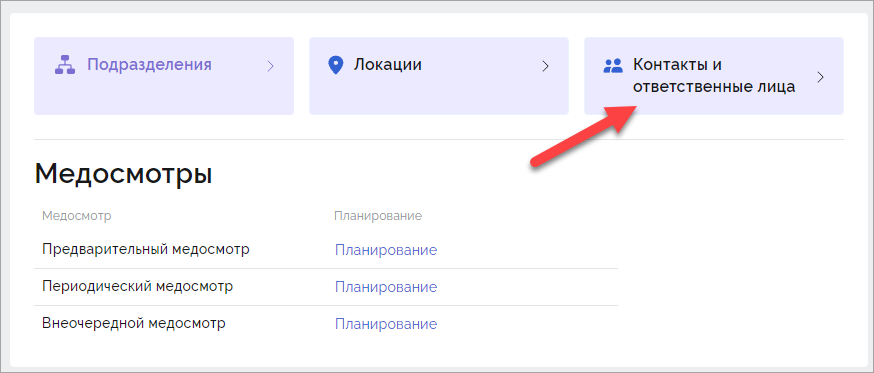 Подразделения
Локации
Контакты и
ответственные лица
Медосмотры
Медосмотр Планирование
Предварительный медосмотр Планирование
Периодический медосмотр Планирование
Внеочередной медосмотр Планирование